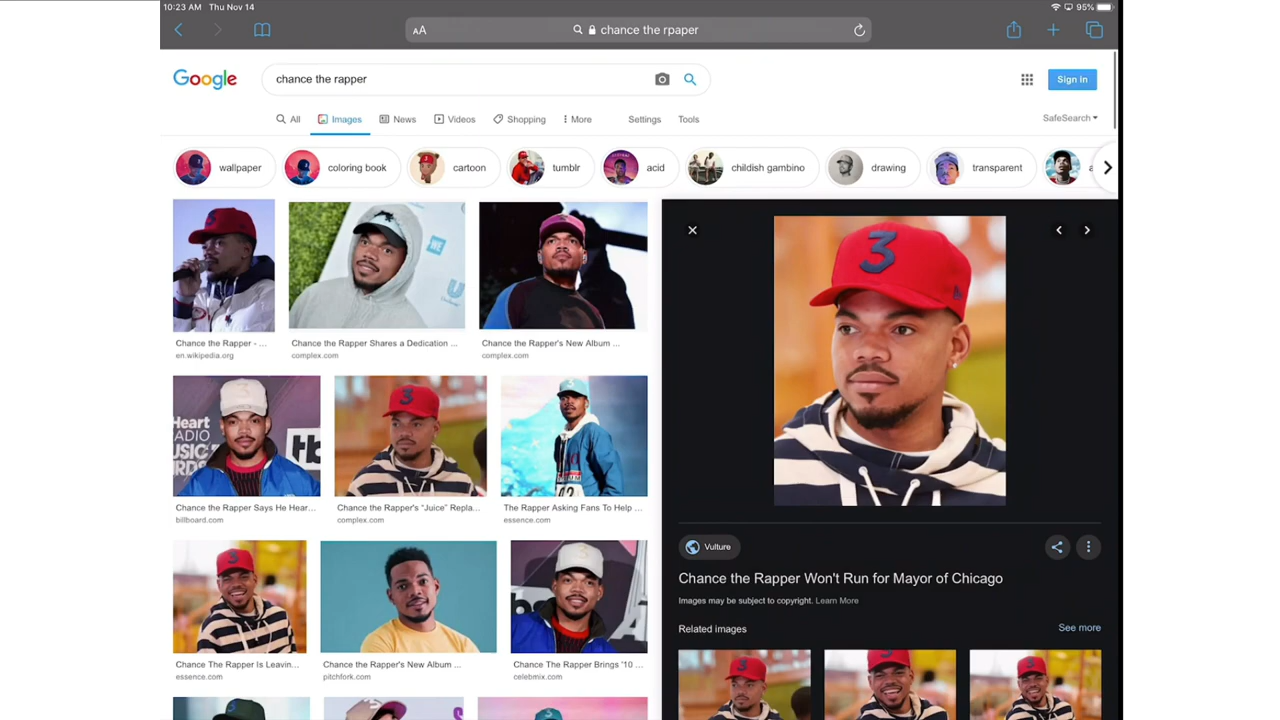 10:23 AM Thu Nov 14
95%
AA
chance the rpaper
Google
chance the rapper
Sign in
All
Images
News
Videos
Shopping
More
Settings
Tools
SafeSearch
wallpaper
coloring book
cartoon
tumblr
acid
childish gambino
drawing
transparent
a
Chance the Rapper - ...
en.wikipedia.org
Chance the Rapper Shares a Dedication ...
complex.com
Chance the Rapper's New Album ...
complex.com
WE
3
Heart
RADIO
MUSIC
Chance the Rapper Says He Hear...
billboard.com
Chance the Rapper's "Juice" Repla...
complex.com
The Rapper Asking Fans To Help ...
essence.com
Chance The Rapper Is Leavin...
essence.com
Chance the Rapper's New Album ...
pitchfork.com
Chance The Rapper Brings '10 ...
celebmix.com
3
Vulture
Chance the Rapper Won't Run for Mayor of Chicago
Images may be subject to copyright. Learn More
Related images
See more